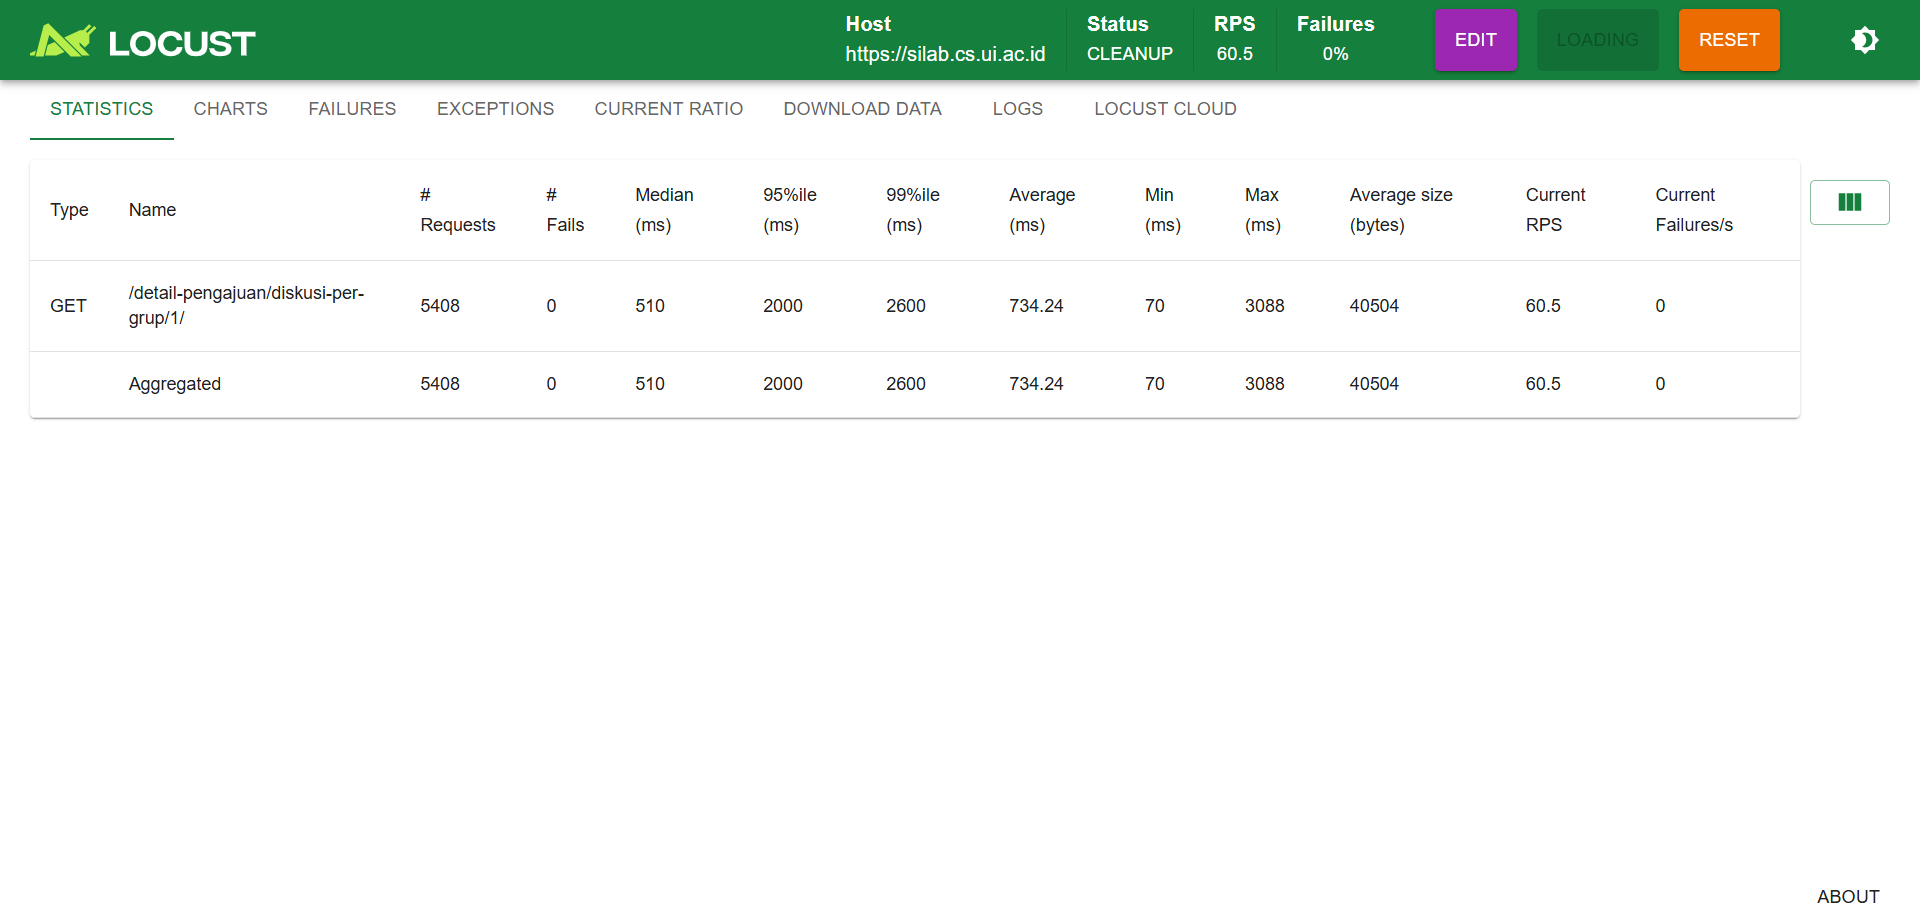 LOCUST
Host
https://silab.cs.ui.ac.id
Status
CLEANUP
RPS
60.5
Failures
0%
EDIT
LOADING
RESET
STATISTICS CHARTS FAILURES EXCEPTIONS CURRENT RATIO DOWNLOAD DATA LOGS LOCUST CLOUD
Type Name # Requests # Fails Median (ms) 95%ile (ms) 99%ile (ms) Average (ms) Min (ms) Max (ms) Average size (bytes) Current RPS Current Failures/s
GET /detail-pengajuan/diskusi-per-grup/1/ 5408 0 510 2000 2600 734.24 70 3088 40504 60.5 0
Aggregated 5408 0 510 2000 2600 734.24 70 3088 40504 60.5 0
ABOUT